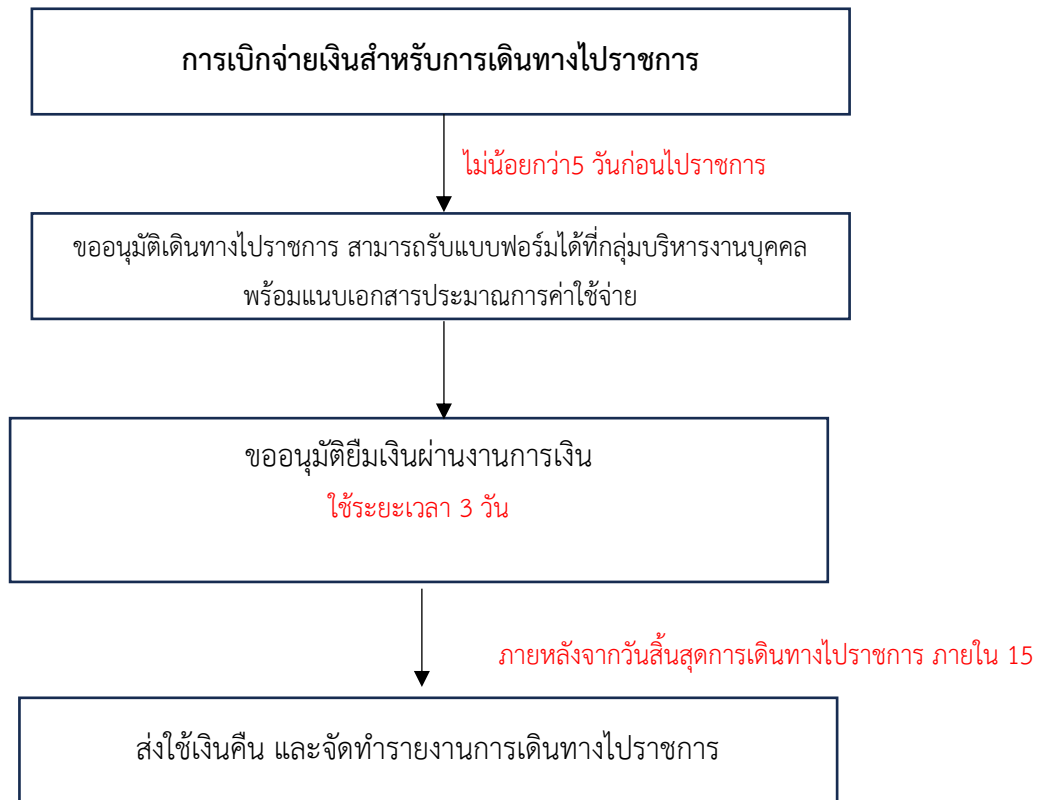 การเบิกจ่ายเงินสำหรับการเดินทางไปราชการ
ไม่น้อยกว่า5 วันก่อนไปราชการ
ขออนุมัติเดินทางไปราชการ สามารถรับแบบฟอร์มได้ที่กลุ่มบริหารงานบุคคล
พร้อมแนบเอกสารประมาณการค่าใช้จ่าย
ขออนุมัติยืมเงินผ่านงานการเงิน
ใช้ระยะเวลา 3 วัน
ภายหลังจากวันสิ้นสุดการเดินทางไปราชการ ภายใน 15
ส่งใช้เงินคืน และจัดทำรายงานการเดินทางไปราชการ